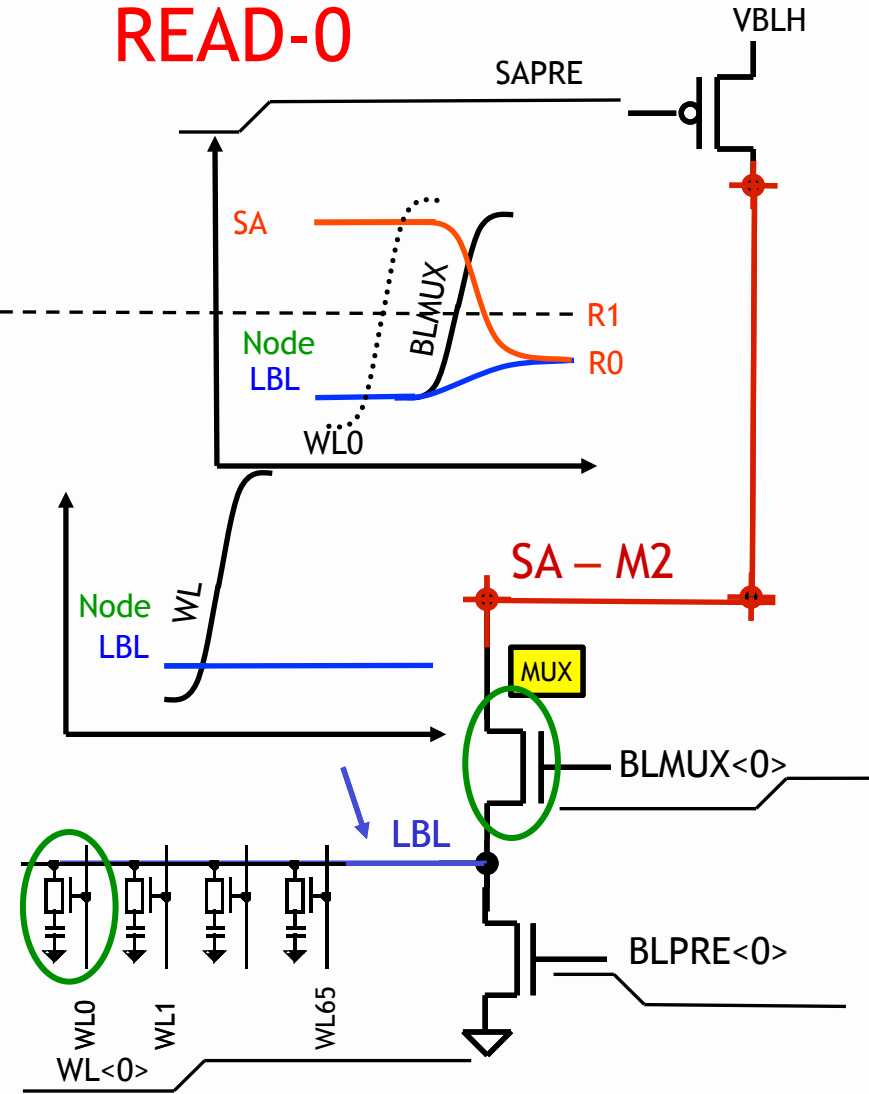 READ-0
VBLH
SAPRE
SA
BLMUX
R1
Node
LBL
R0
WL0
SA – M2
WL
Node
LBL
MUX
BLMUX<0>
LBL
BLPRE<0>
WL0
WL1
WL65
WL<0>